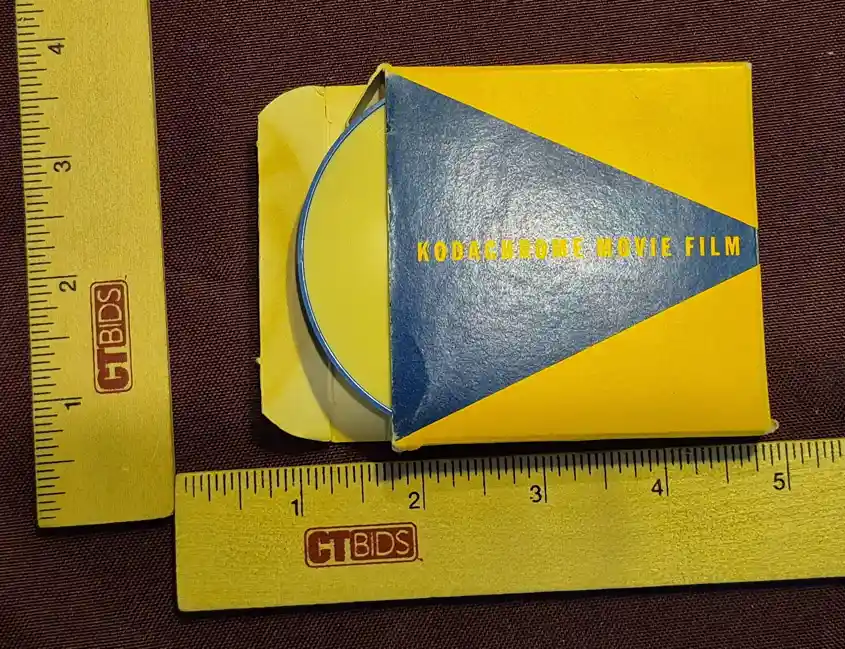 4
3
2
1
CTBIDS
KODACHROME MOVIE FILM
1 2 3 4 5
CTBIDS